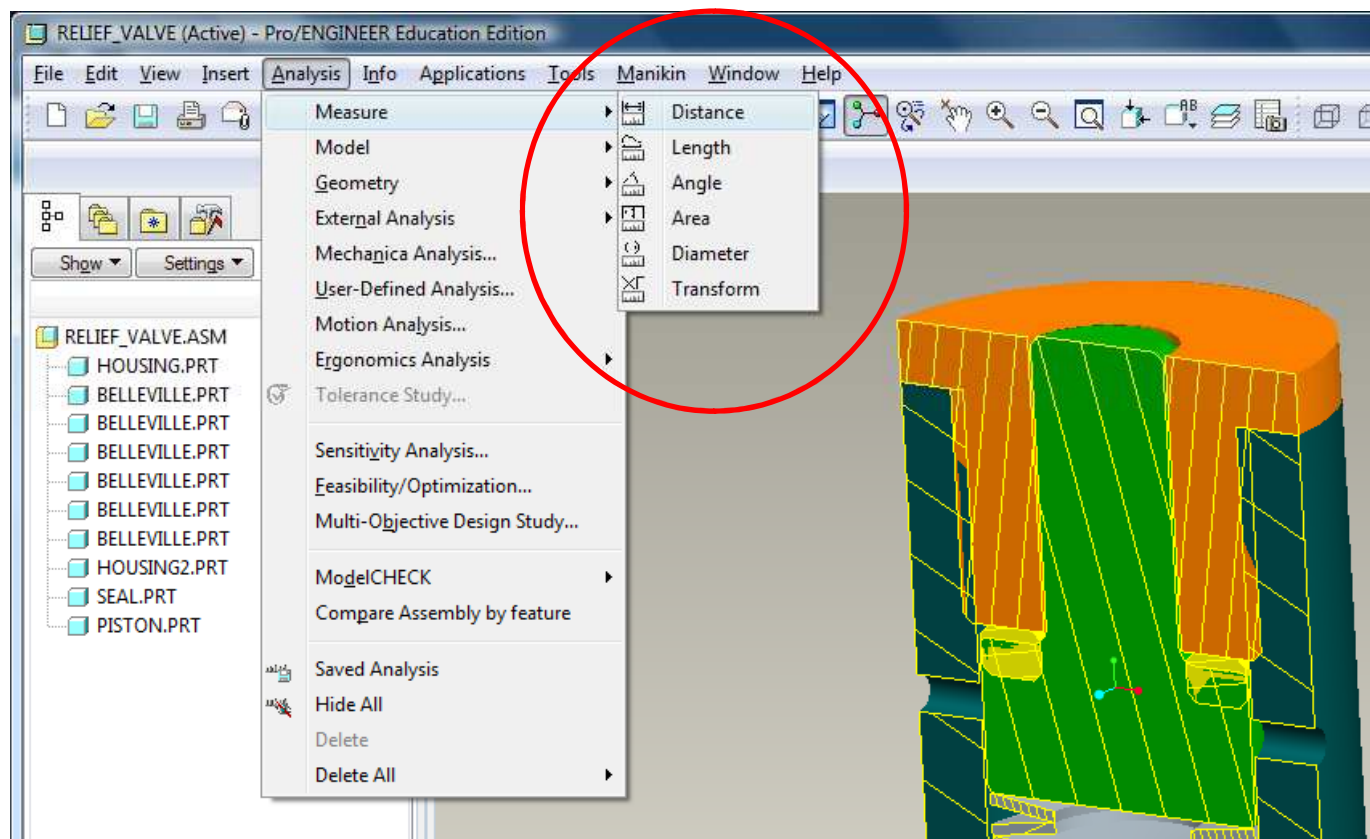 RELIEF_VALVE (Active) - Pro/ENGINEER Education Edition
File Edit View Insert Analysis Info Applications Tools Manikin Window Help
Measure
Model
Geometry
External Analysis
Mechanica Analysis...
User-Defined Analysis...
Motion Analysis...
Ergonomics Analysis
Tolerance Study...
Sensitivity Analysis...
Feasibility/Optimization...
Multi-Objective Design Study...
ModelCHECK
Compare Assembly by feature
Saved Analysis
Hide All
Delete
Delete All
Distance
Length
Angle
Area
Diameter
Transform
Show Settings
RELIEF_VALVE.ASM
HOUSING.PRT
BELLEVILLE.PRT
BELLEVILLE.PRT
BELLEVILLE.PRT
BELLEVILLE.PRT
BELLEVILLE.PRT
BELLEVILLE.PRT
HOUSING2.PRT
SEAL.PRT
PISTON.PRT